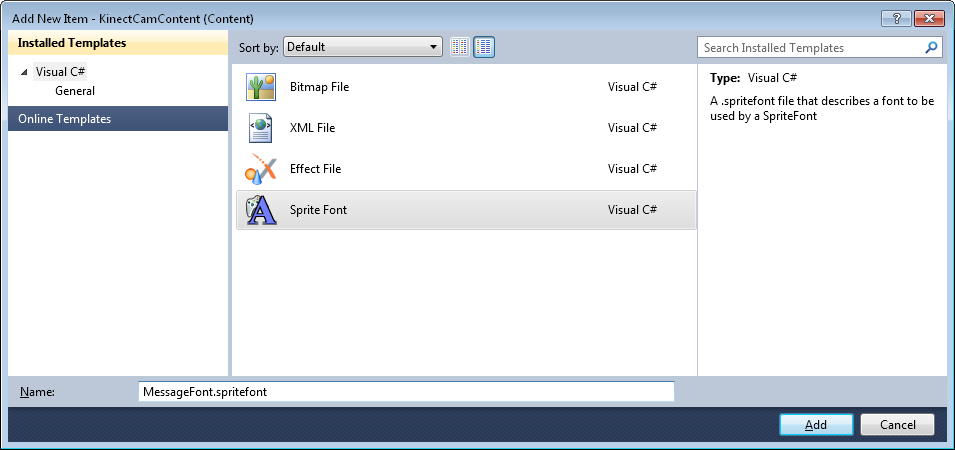 Add New Item - KinectCamContent (Content)
Installed Templates
Visual C#
General
Online Templates
Sort by: Default
Search Installed Templates
Bitmap File Visual C#
XML File Visual C#
Effect File Visual C#
Sprite Font Visual C#
Type: Visual C#
A .spritefont file that describes a font to be
used by a SpriteFont
Name: MessageFont.spritefont
Add Cancel